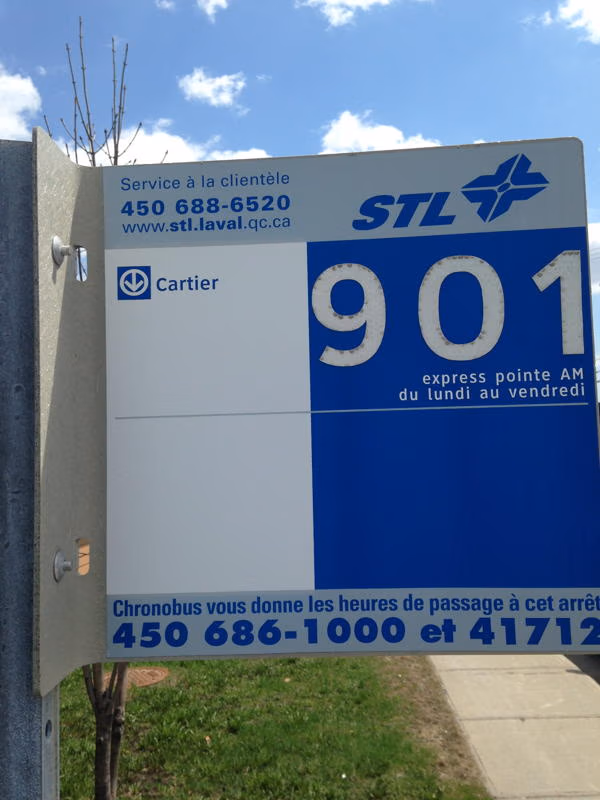 Service à la clientèle
450 688-6520
www.stl.laval.qc.ca
STL
Cartier
901
express pointe AM
du lundi au vendredi
Chronobus vous donne les heures de passage à cet arrêt
450 686-1000 et 41712